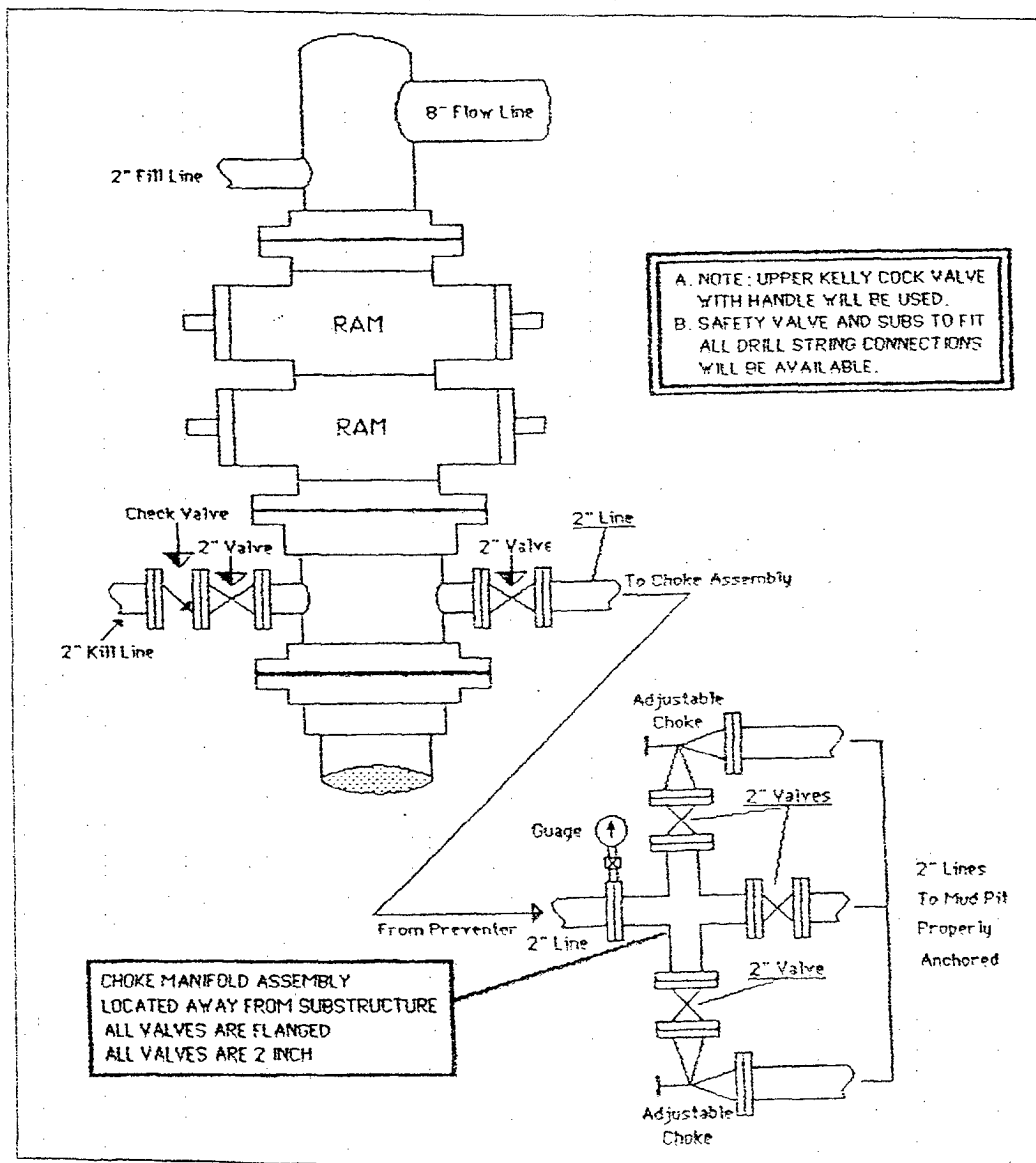 8" Flow Line
2" Fill Line
A. NOTE: UPPER KELLY COCK VALVE
WITH HANDLE WILL BE USED.
B. SAFETY VALVE AND SUBS TO FIT
ALL DRILL STRING CONNECTIONS
WILL BE AVAILABLE.
RAM
RAM
Check Valve
2" Valve
2" Valve
2" Line
To Choke Assembly
2" Kill Line
Adjustable
Choke
2" Valves
Guage
2" Lines
To Mud Pit
Properly
Anchored
From Preventer
2" Line
2" Valve
CHOKE MANIFOLD ASSEMBLY
LOCATED AWAY FROM SUBSTRUCTURE
ALL VALVES ARE FLANGED
ALL VALVES ARE 2 INCH
Adjustable
Choke